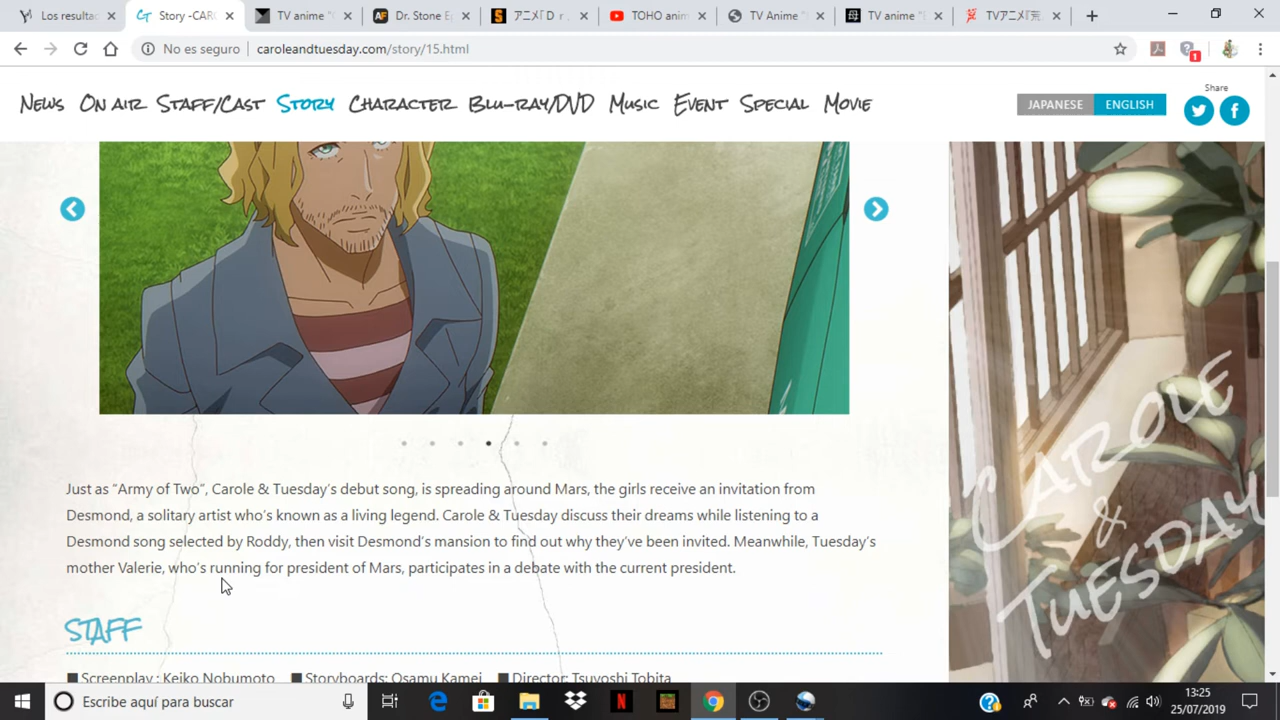 Los resulta
Story -CARO
TV anime "
Dr. Stone Ep
アニメ「D r .
TOHO anim
TV Anime "
TV anime "
TVアニメ『荒
No es seguro
caroleandtuesday.com/story/15.html
1
News
On air
Staff/Cast
Story
Character
Blu-ray/DVD
Music
Event
Special
Movie
JAPANESE
ENGLISH
Share
CAROLE
&
TUESDAY
Just as “Army of Two”, Carole & Tuesday’s debut song, is spreading around Mars, the girls receive an invitation from
Desmond, a solitary artist who’s known as a living legend. Carole & Tuesday discuss their dreams while listening to a
Desmond song selected by Roddy, then visit Desmond’s mansion to find out why they’ve been invited. Meanwhile, Tuesday’s
mother Valerie, who’s running for president of Mars, participates in a debate with the current president.
Staff
■ Screenplay : Keiko Nobumoto ■ Storyboards: Osamu Kamei ■ Director: Tsuyoshi Tobita
Escribe aquí para buscar
13:25
25/07/2019